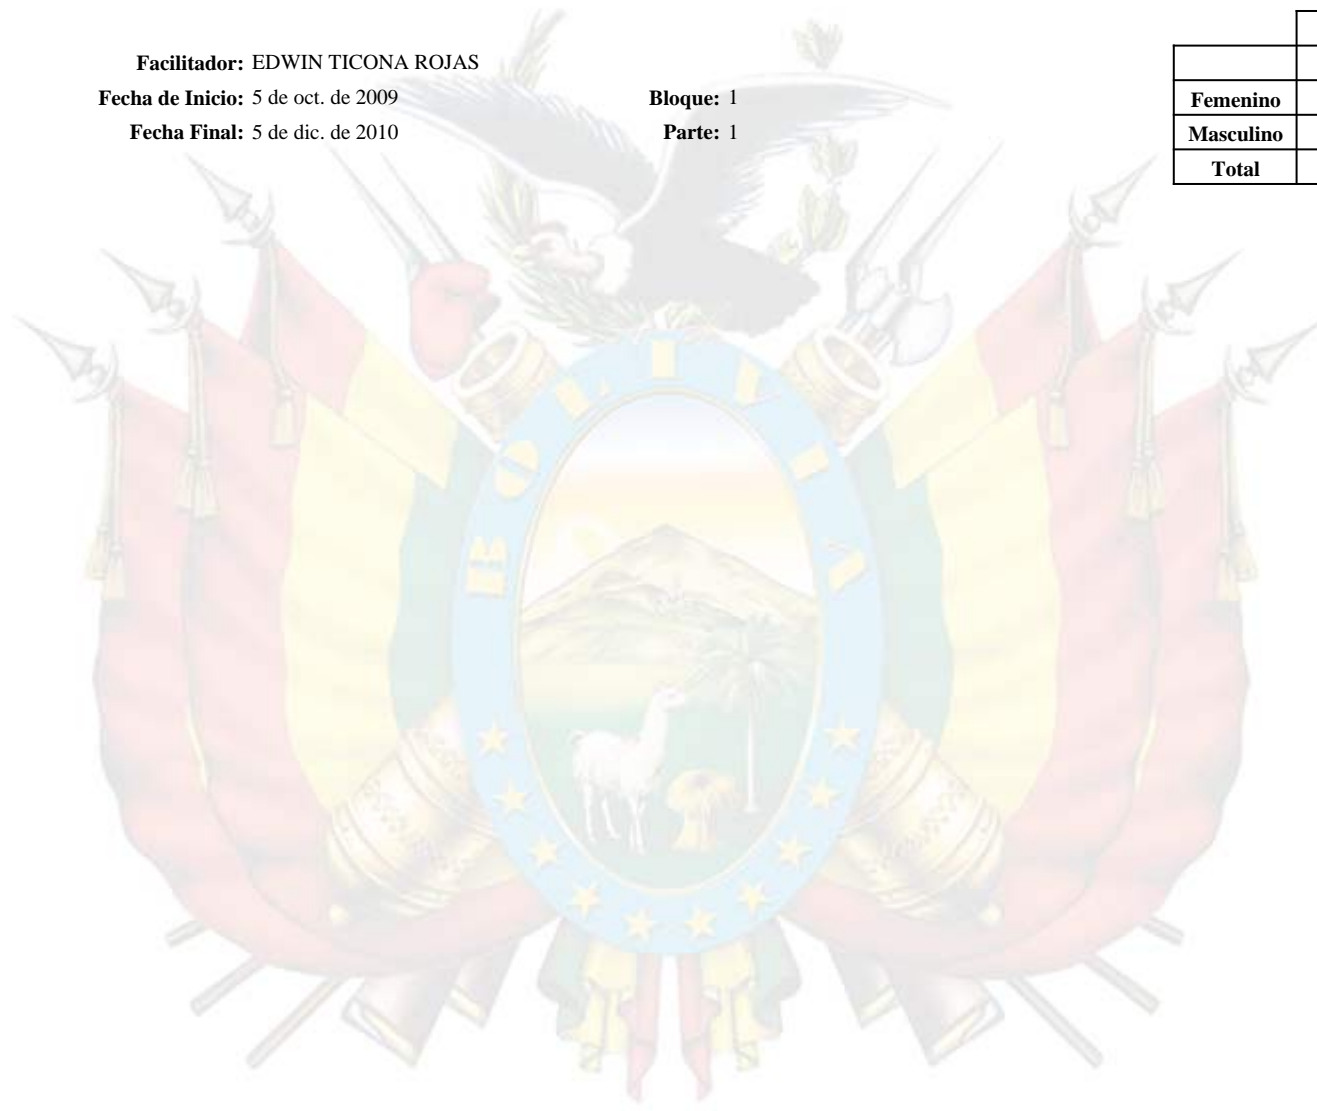 Facilitador: EDWIN TICONA ROJAS
Fecha de Inicio: 5 de oct. de 2009
Bloque: 1
Fecha Final: 5 de dic. de 2010
Parte: 1
Femenino
Masculino
Total
BOLIVIA